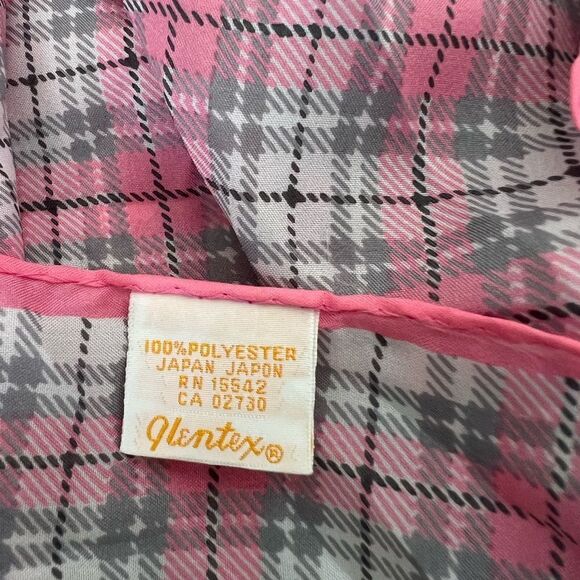 100% POLYESTER
JAPAN JAPON
RN 15542
CA 02730
Glentex®